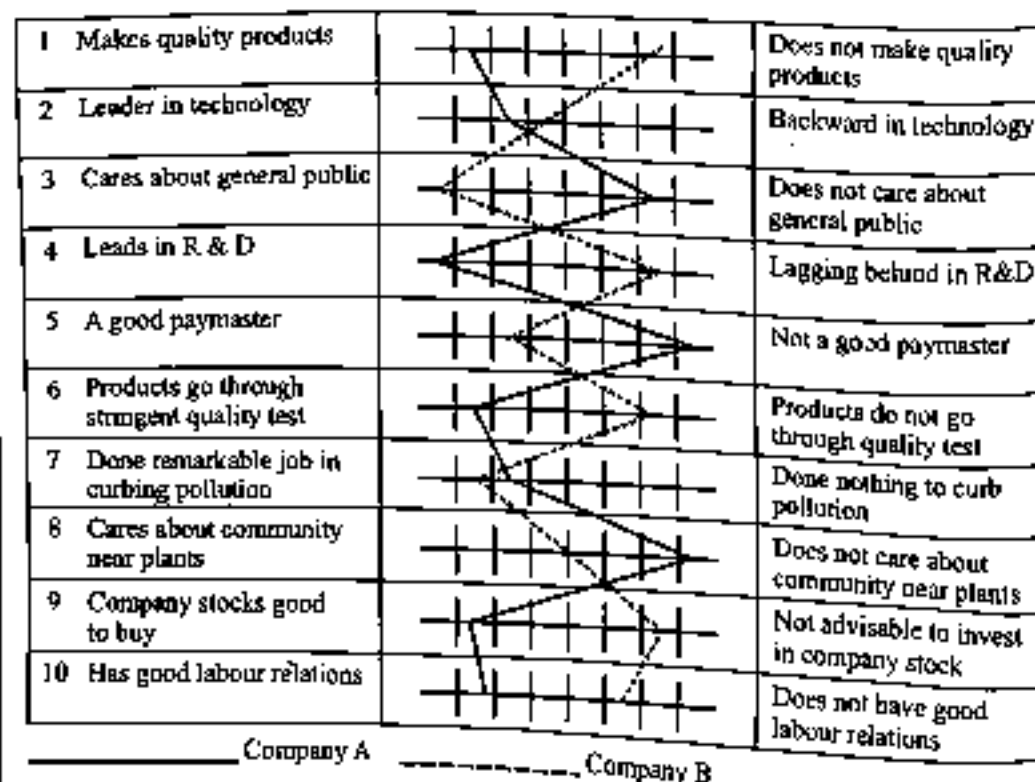 1 Makes quality products
Does not make quality
products
2 Leader in technology
Backward in technology
3 Cares about general public
Does not care about
general public
4 Leads in R & D
Lagging behind in R&D
5 A good paymaster
Not a good paymaster
6 Products go through
stringent quality test
Products do not go
through quality test
7 Done remarkable job in
curbing pollution
Done nothing to curb
pollution
8 Cares about community
near plants
Does not care about
community near plants
9 Company stocks good
to buy
Not advisable to invest
in company stock
10 Has good labour relations
Does not have good
labour relations
Company A
Company B